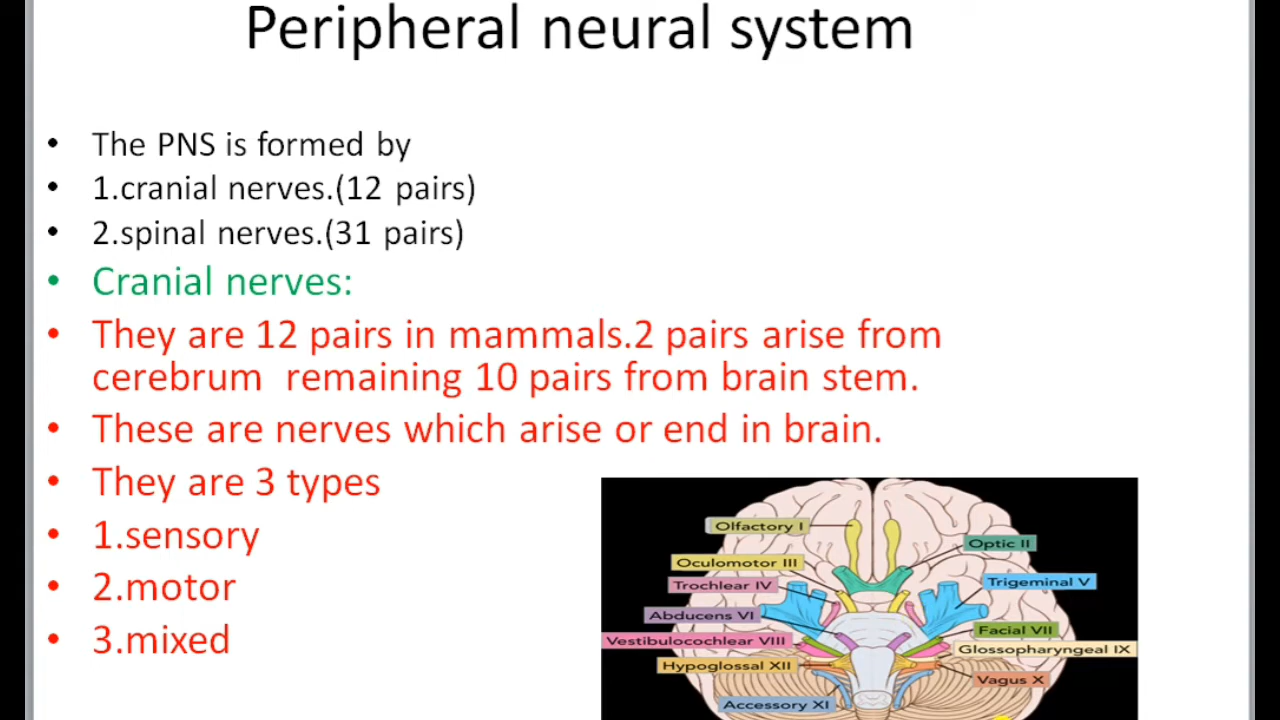 Peripheral neural system
• The PNS is formed by
• 1.cranial nerves.(12 pairs)
• 2.spinal nerves.(31 pairs)
• Cranial nerves:
• They are 12 pairs in mammals.2 pairs arise from
cerebrum remaining 10 pairs from brain stem.
• These are nerves which arise or end in brain.
• They are 3 types
• 1.sensory
• 2.motor
• 3.mixed
Olfactory I
Optic II
Oculomotor III
Trochlear IV
Trigeminal V
Abducens VI
Facial VII
Vestibulocochlear VIII
Glossopharyngeal IX
Hypoglossal XII
Vagus X
Accessory XI